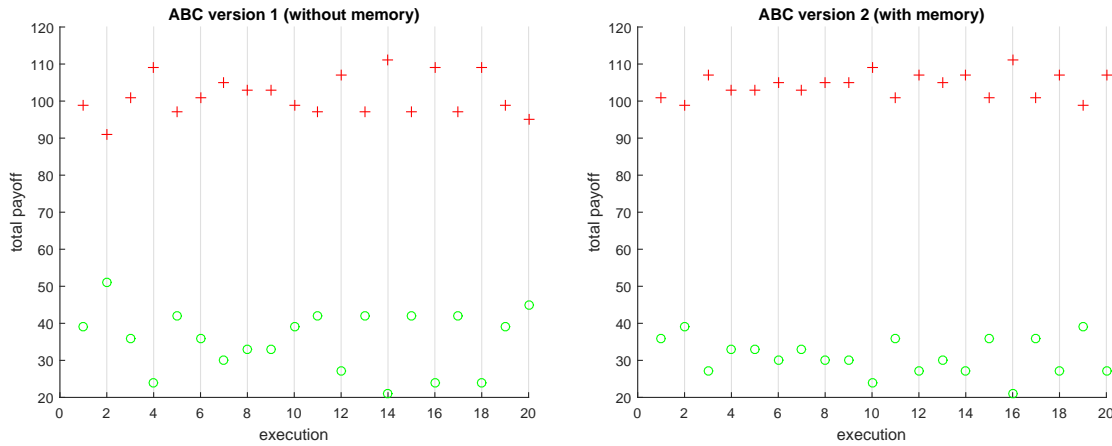 ABC version 1 (without memory)
120
110
100
90
80
70
60
50
40
30
20
total payoff
0 2 4 6 8 10 12 14 16 18 20
execution
ABC version 2 (with memory)
120
110
100
90
80
70
60
50
40
30
20
total payoff
0 2 4 6 8 10 12 14 16 18 20
execution